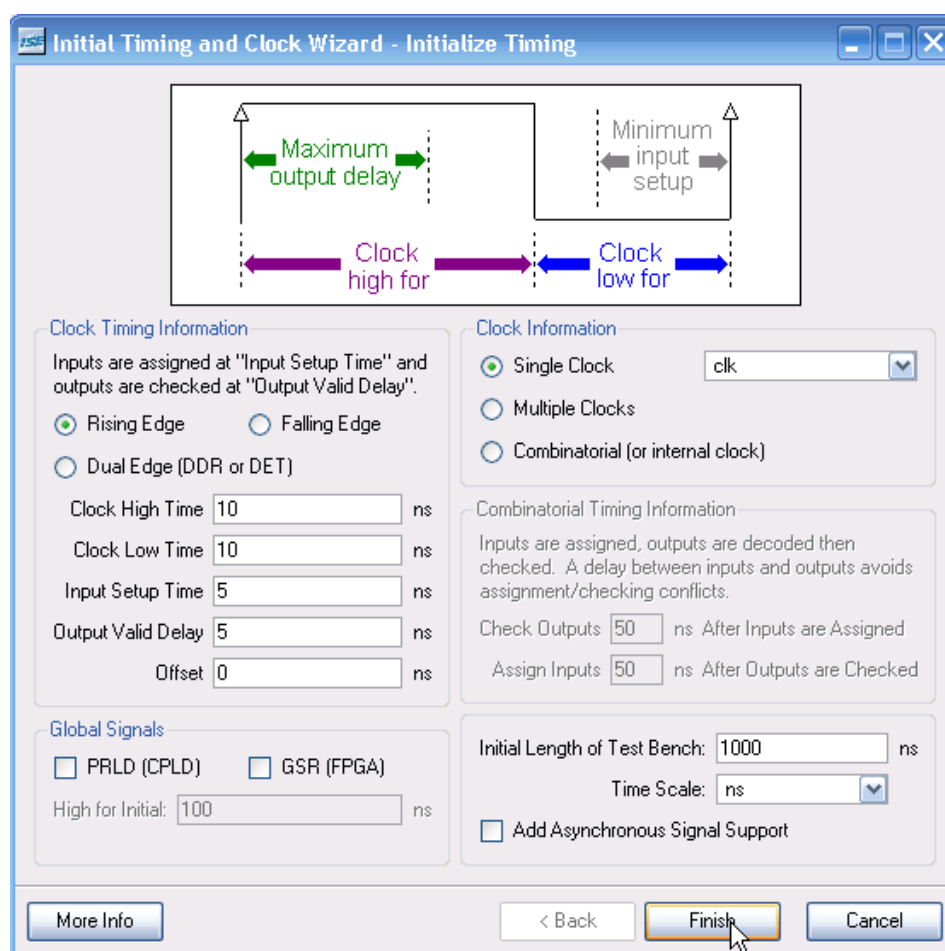 ISE Initial Timing and Clock Wizard - Initialize Timing
Maximum
output delay
Minimum
input
setup
Clock
high for
Clock
low for
Clock Timing Information
Inputs are assigned at "Input Setup Time" and
outputs are checked at "Output Valid Delay".
Rising Edge Falling Edge
Dual Edge (DDR or DET)
Clock High Time 10 ns
Clock Low Time 10 ns
Input Setup Time 5 ns
Output Valid Delay 5 ns
Offset 0 ns
Global Signals
PRLD (CPLD) GSR (FPGA)
High for Initial: 100 ns
Clock Information
Single Clock clk
Multiple Clocks
Combinatorial (or internal clock)
Combinatorial Timing Information
Inputs are assigned, outputs are decoded then
checked. A delay between inputs and outputs avoids
assignment/checking conflicts.
Check Outputs 50 ns After Inputs are Assigned
Assign Inputs 50 ns After Outputs are Checked
Initial Length of Test Bench: 1000 ns
Time Scale: ns
Add Asynchronous Signal Support
More Info < Back Finish Cancel